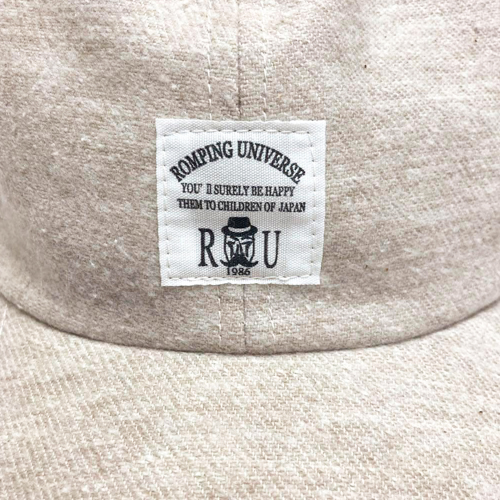 ROMPING UNIVERSE
YOU' ll SURELY BE HAPPY
THEM TO CHILDREN OF JAPAN
R U
1986